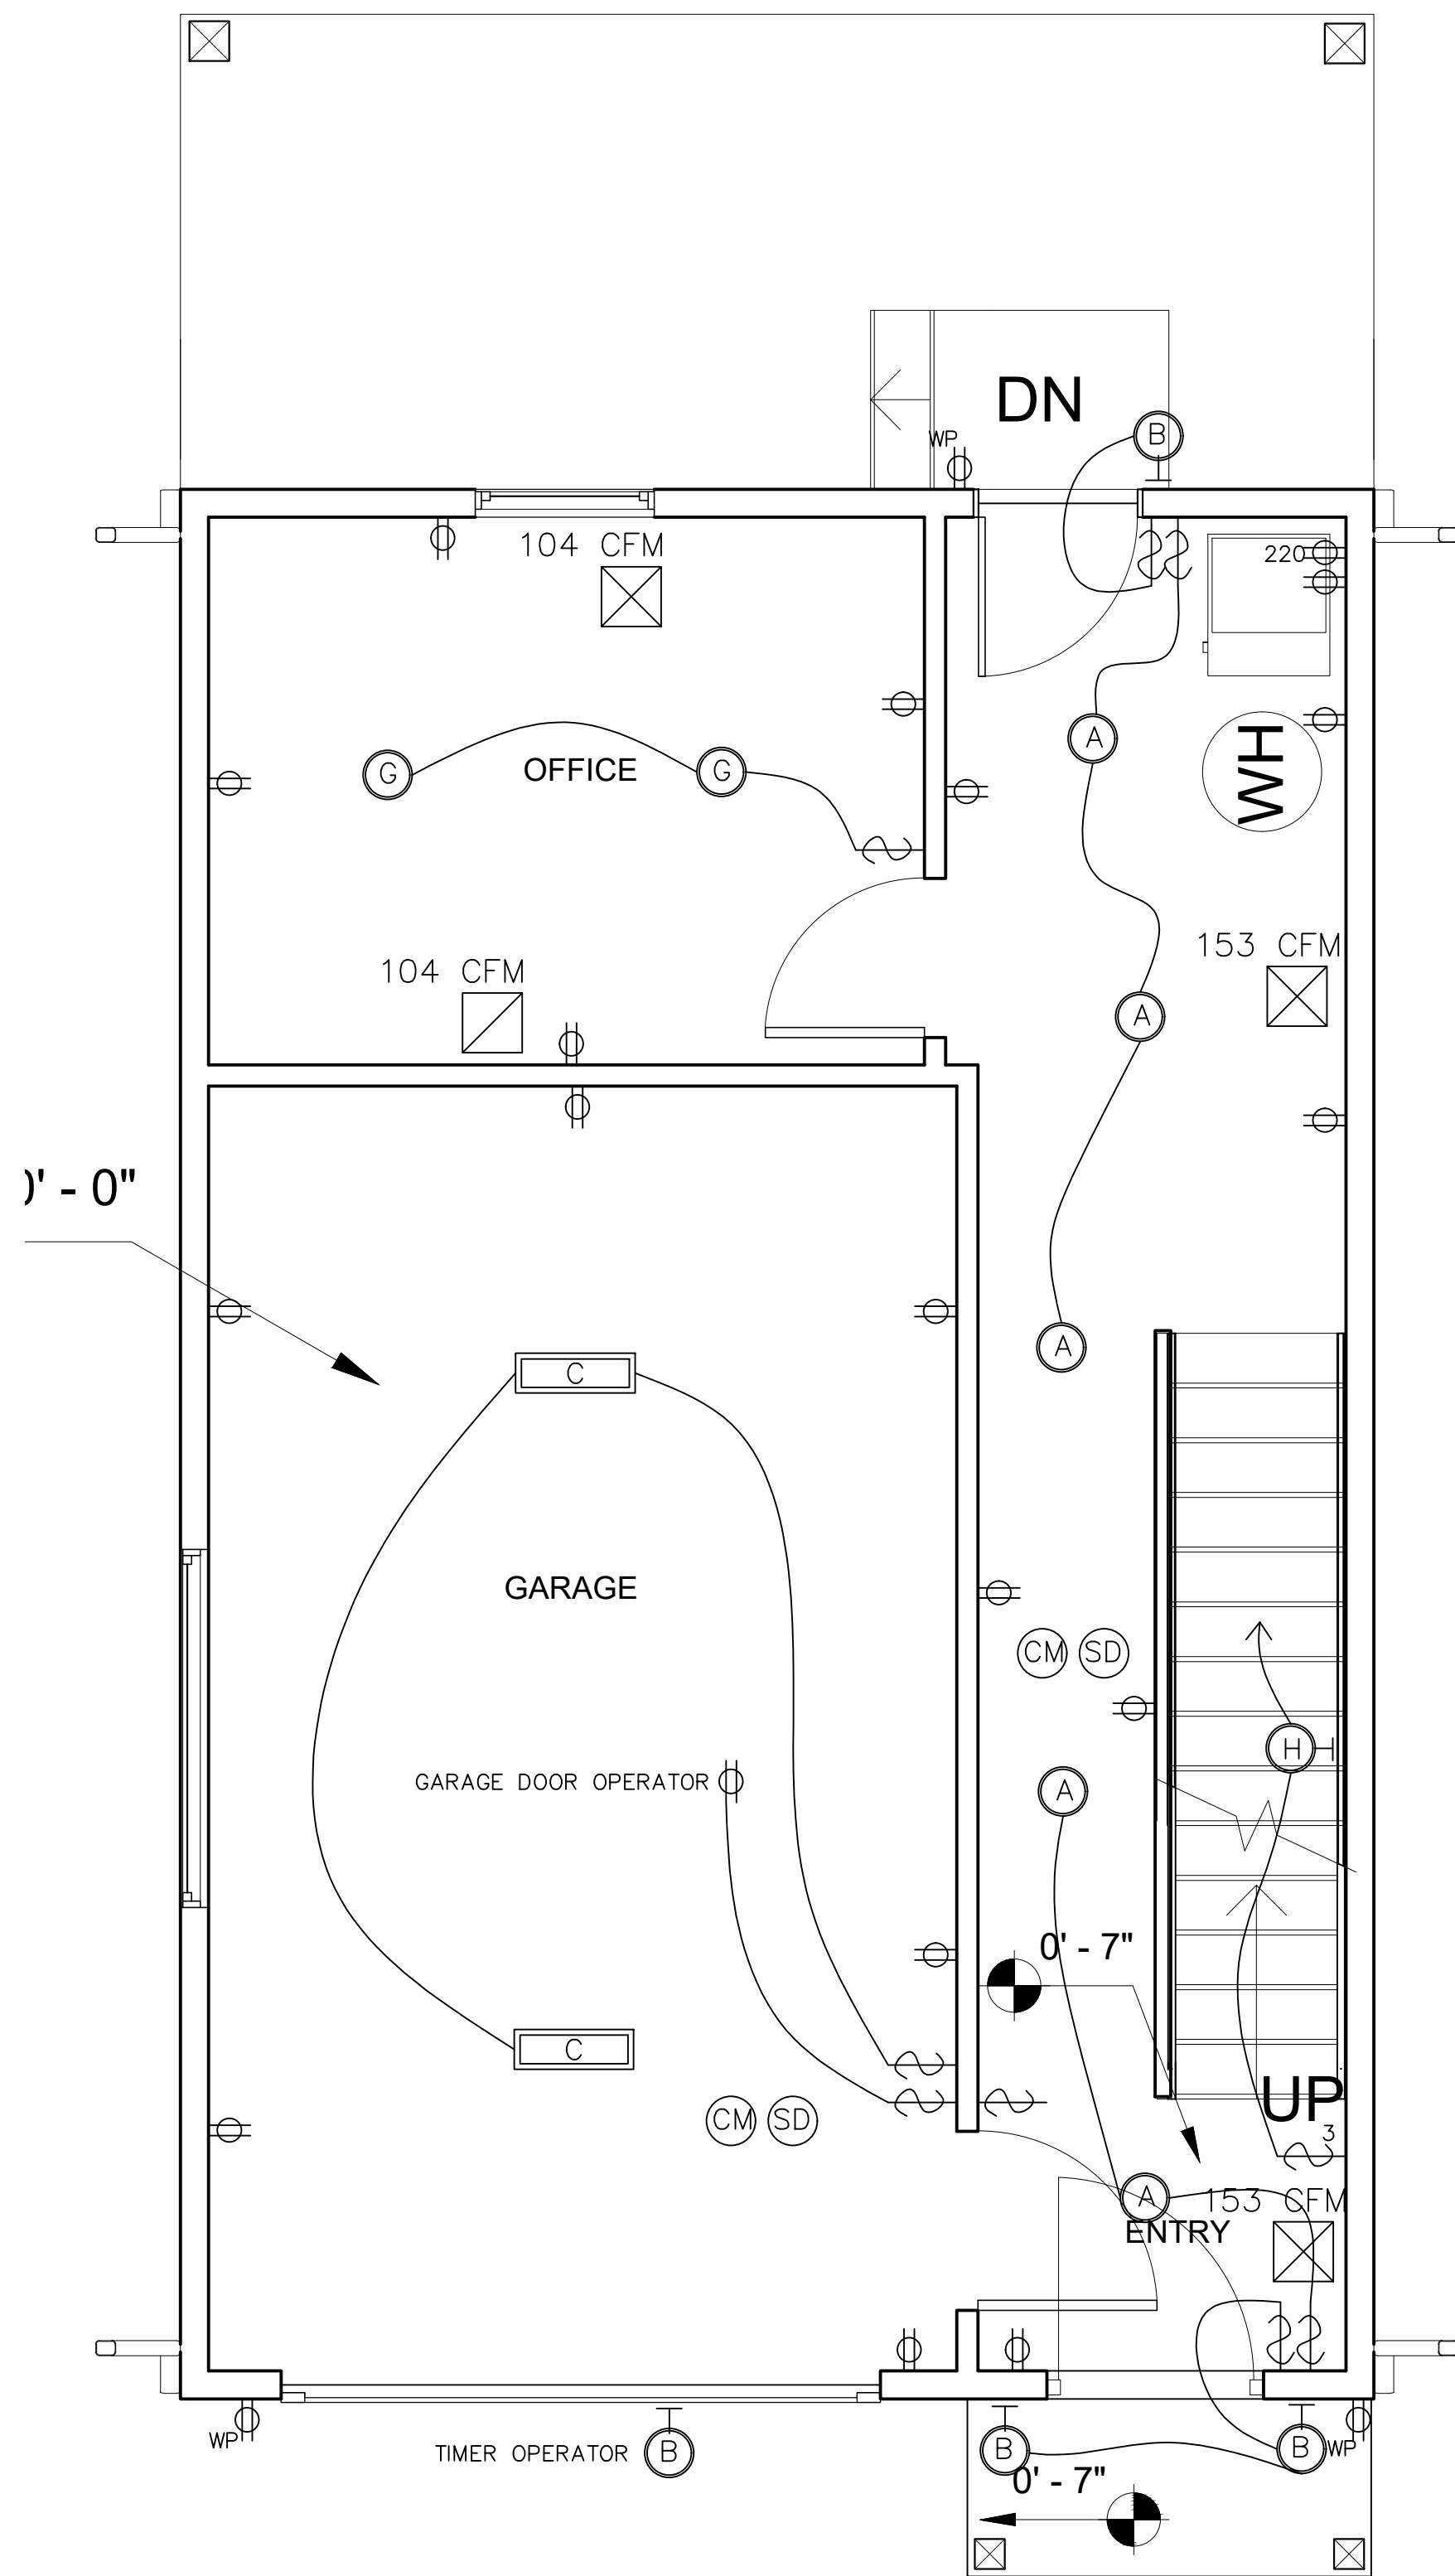 DN
B
WP
104 CFM
220
A
WH
G
OFFICE
G
153 CFM
104 CFM
A
0' - 0"
A
C
GARAGE
CM SD
H
GARAGE DOOR OPERATOR
A
0' - 7"
C
CM SD
UP
3
A
153 CFM
ENTRY
WP
TIMER OPERATOR
B
B
B
WP
0' - 7"